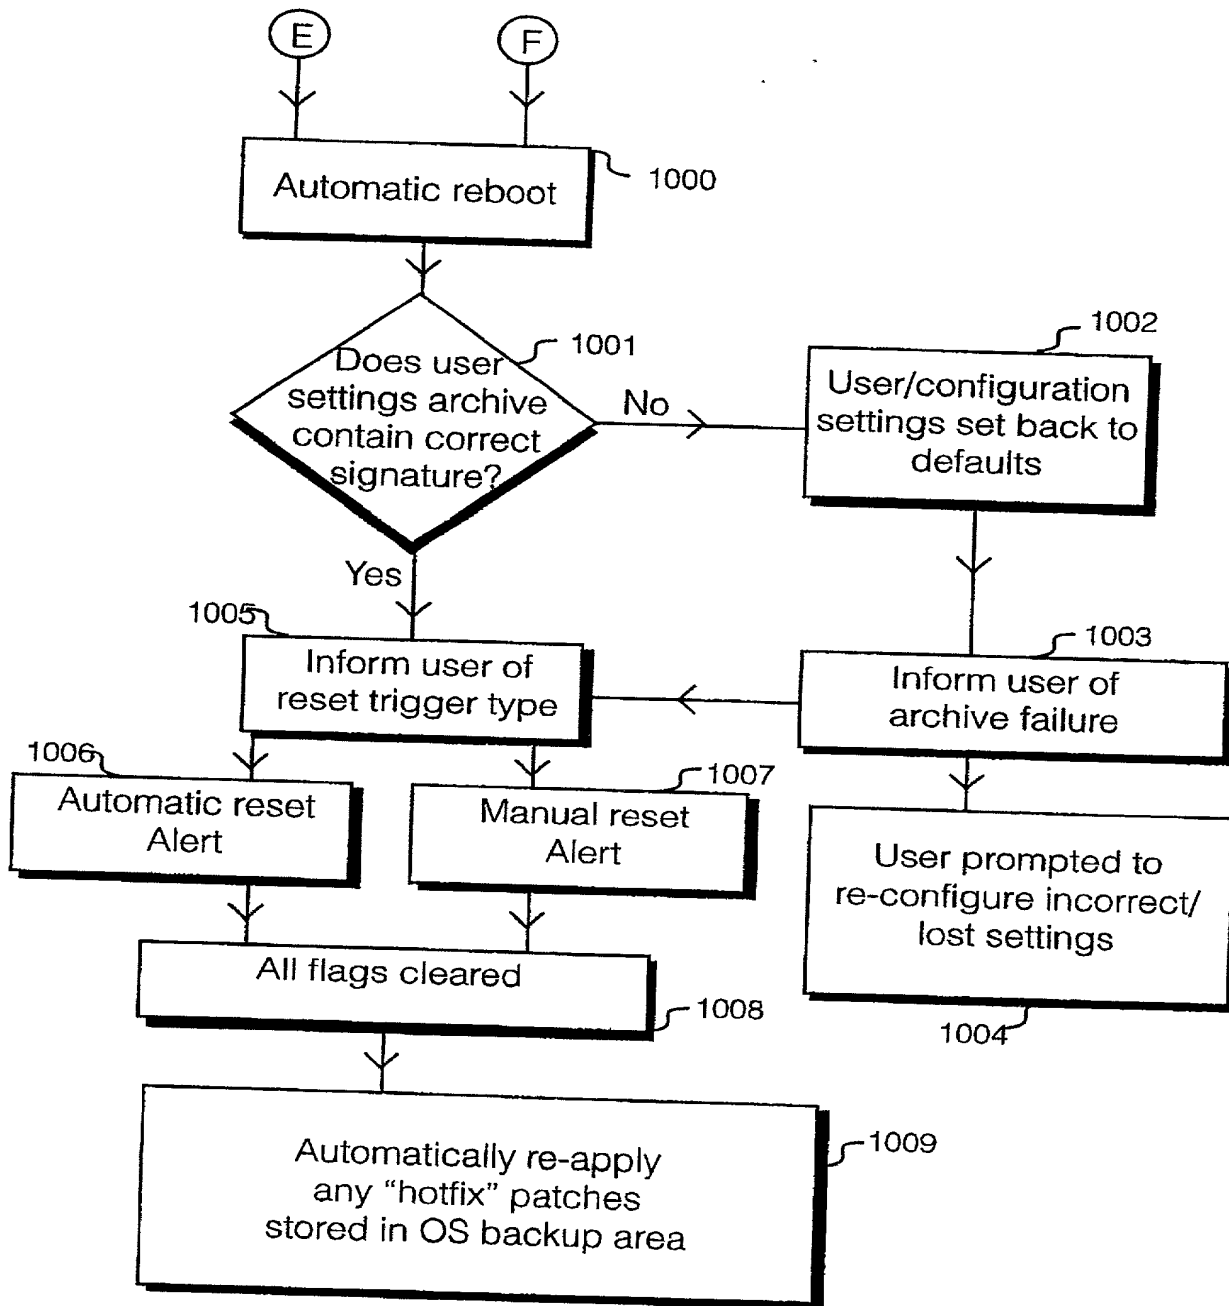 E
F
Automatic reboot
1000
Does user
settings archive
contain correct
signature?
1001
No
1002
User/configuration
settings set back to
defaults
Yes
1005
Inform user of
reset trigger type
1003
Inform user of
archive failure
1006
Automatic reset
Alert
1007
Manual reset
Alert
User prompted to
re-configure incorrect/
lost settings
1004
All flags cleared
1008
Automatically re-apply
any “hotfix” patches
stored in OS backup area
1009